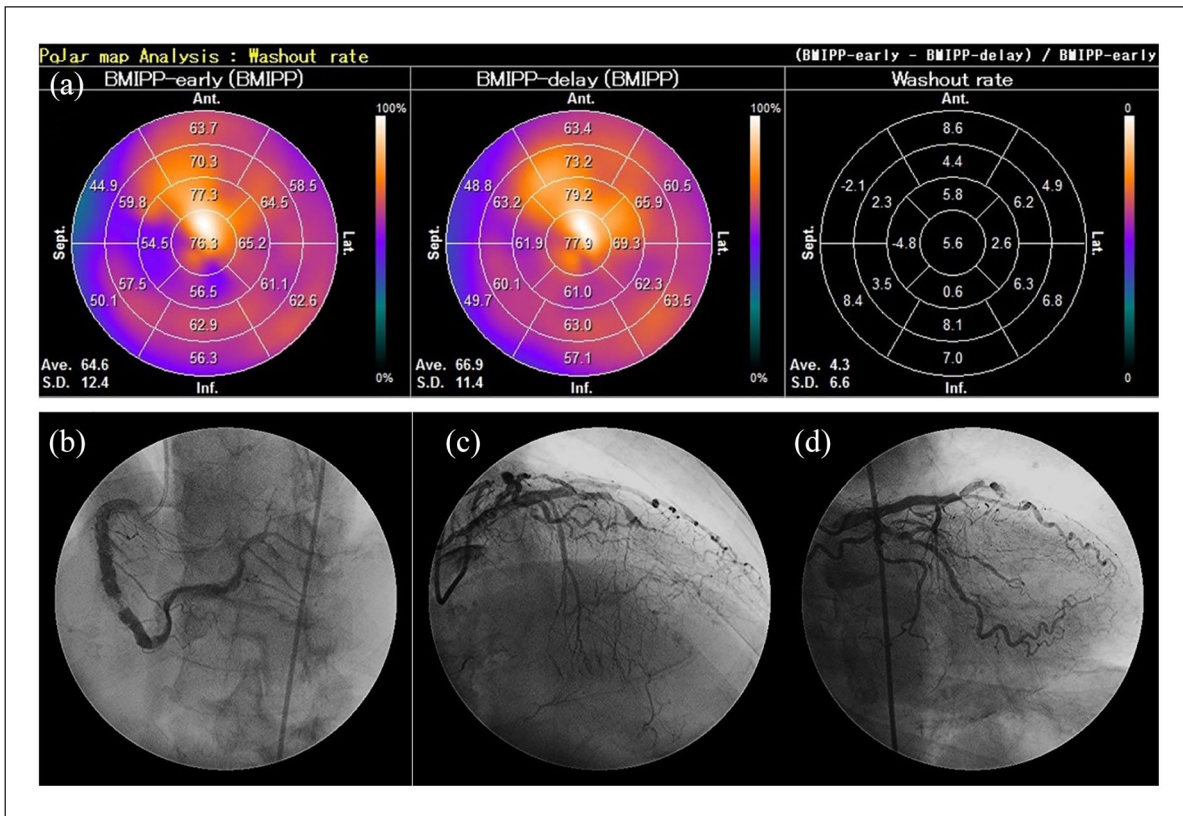 Polar map Analysis : Washout rate
(BMIPP-early - BMIPP-delay) / BMIPP-early
(a)
BMIPP-early (BMIPP)
Ant.
100%
63.7
70.3
77.3
44.9
59.8
58.5
64.5
Sept.
54.5
76.3
65.2
Lat.
57.5
50.1
61.1
62.6
56.5
62.9
56.3
Ave. 64.6
S.D. 12.4
Inf.
0%
BMIPP-delay (BMIPP)
Ant.
100%
63.4
73.2
79.2
48.8
63.2
60.5
65.9
Sept.
61.9
77.9
69.3
Lat.
60.1
49.7
62.3
63.5
61.0
63.0
57.1
Ave. 66.9
S.D. 11.4
Inf.
0%
Washout rate
Ant.
0
8.6
4.4
5.8
-2.1
2.3
4.9
6.2
Sept.
-4.8
5.6
2.6
Lat.
3.5
8.4
6.3
6.8
0.6
8.1
7.0
Ave. 4.3
S.D. 6.6
Inf.
0
(b)
(c)
(d)